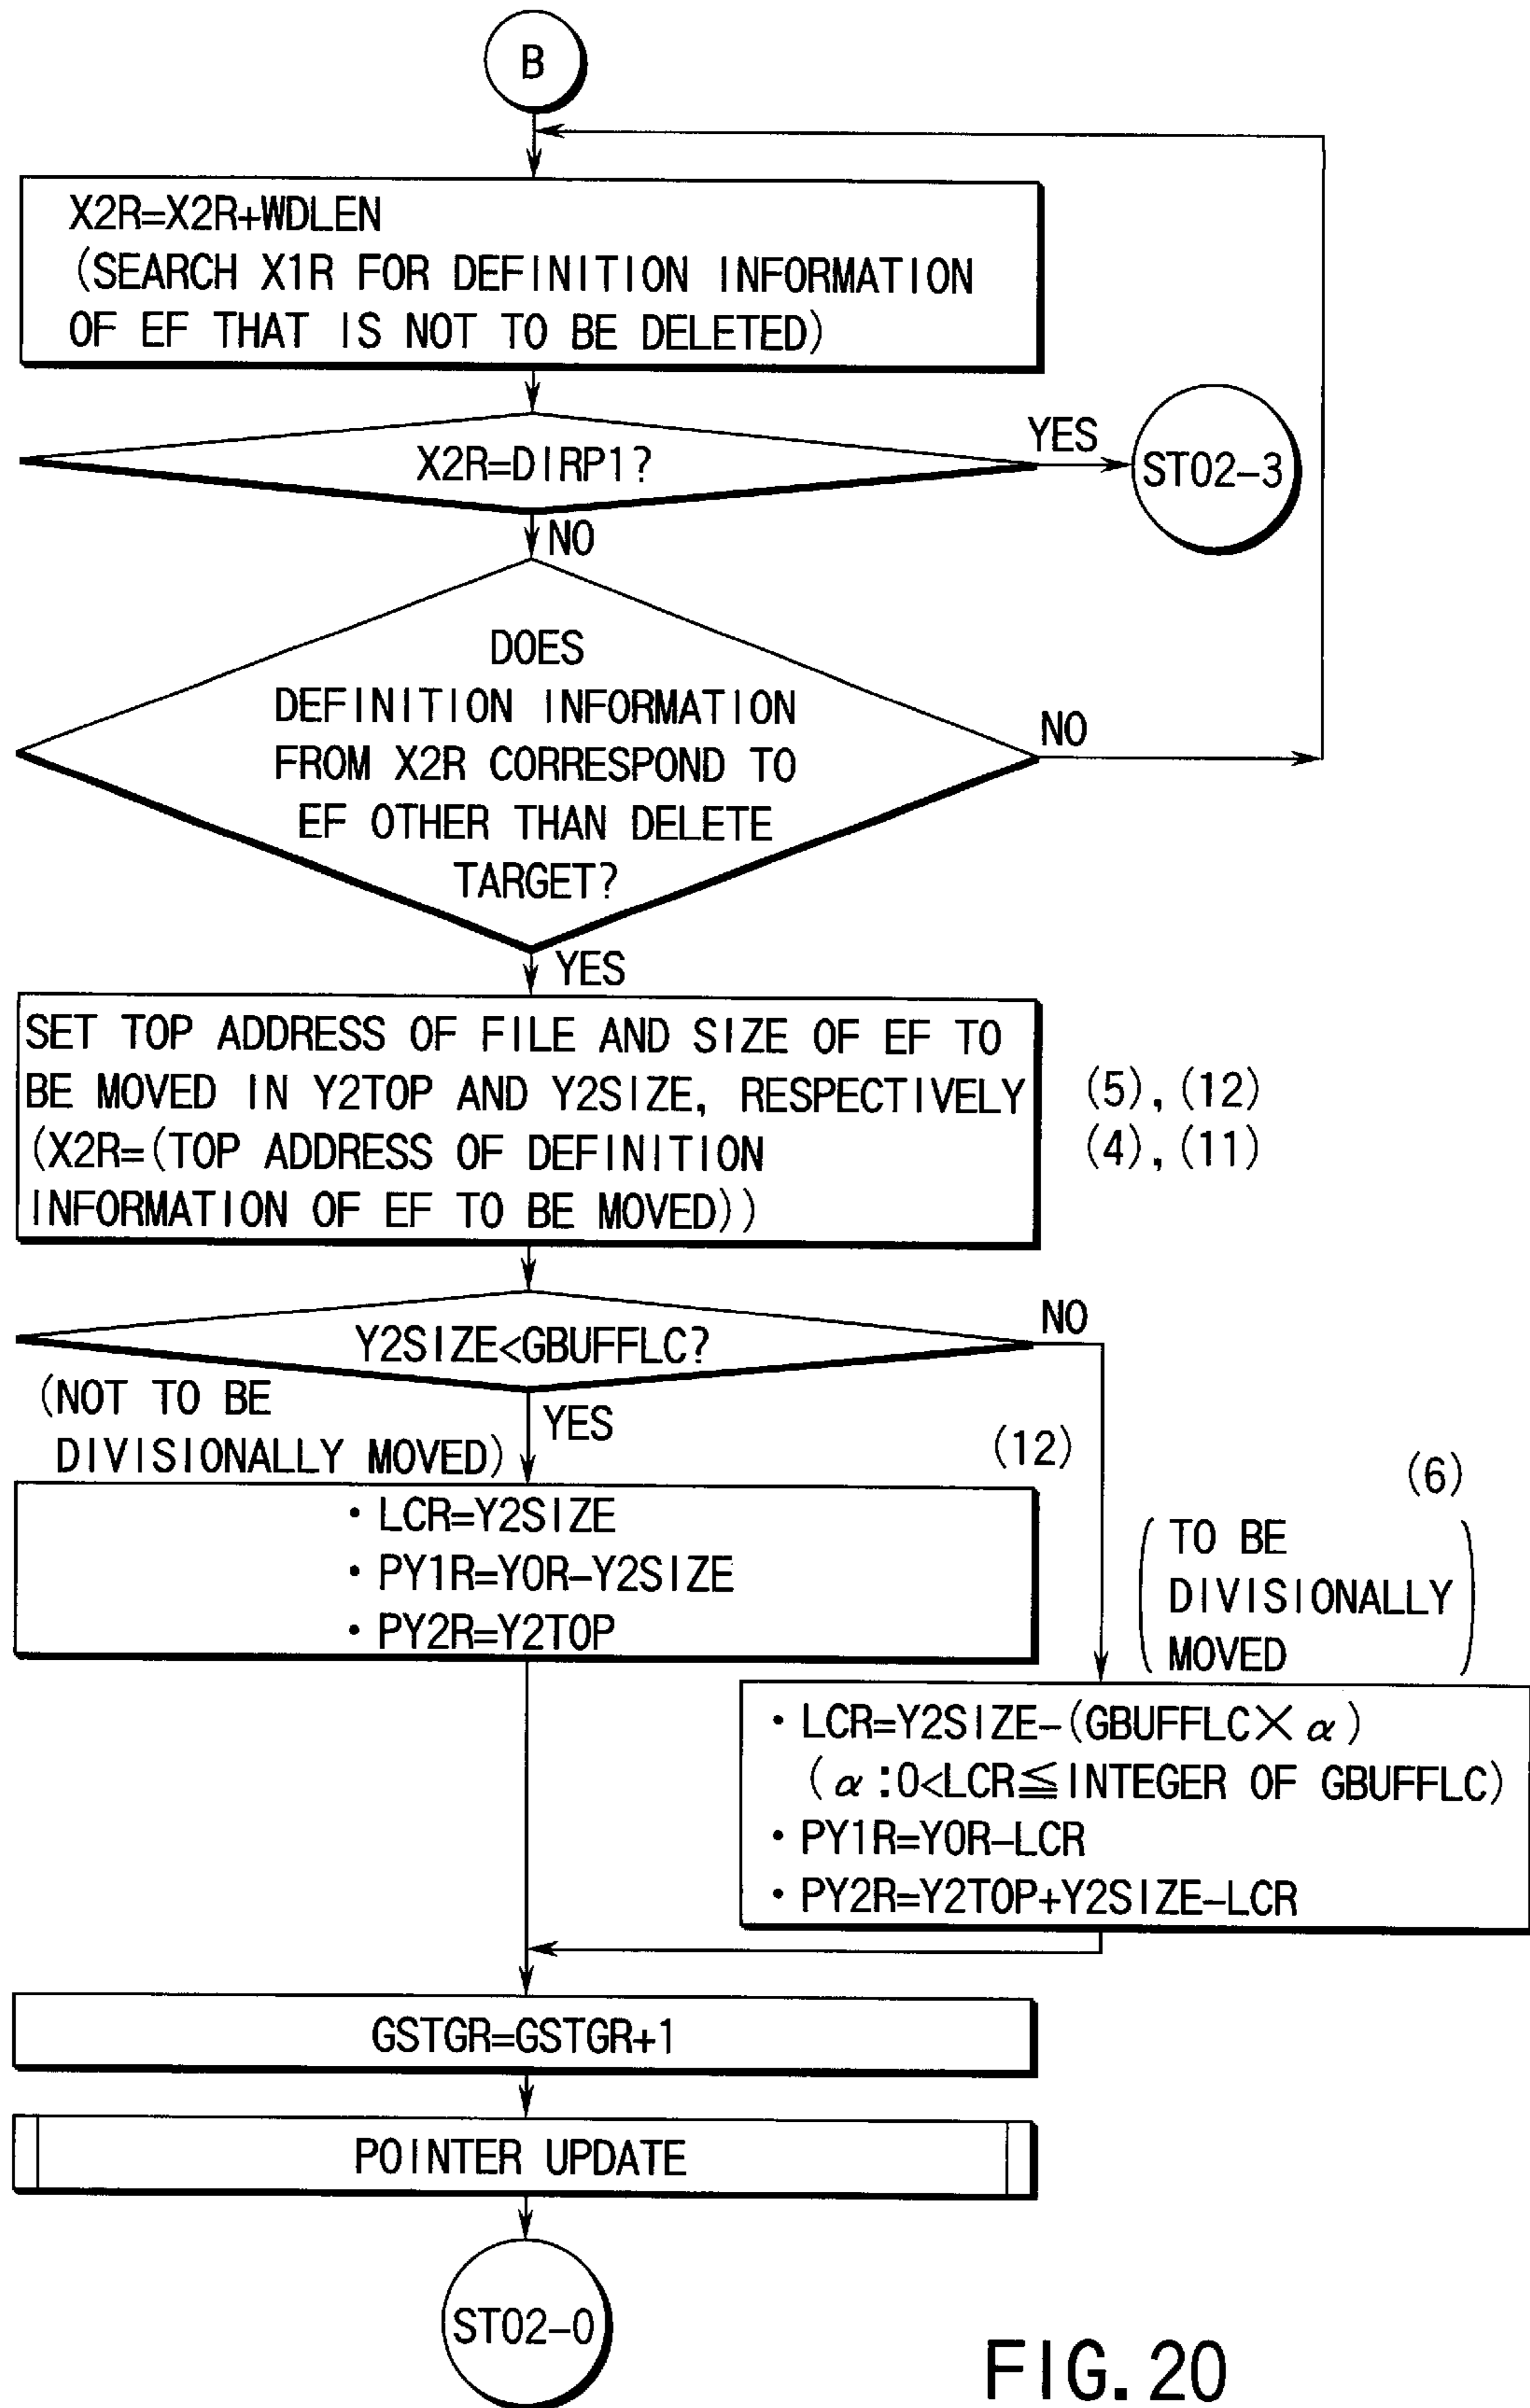 B
X2R=X2R+WDLEN
(SEARCH X1R FOR DEFINITION INFORMATION
OF EF THAT IS NOT TO BE DELETED)
X2R=DIRP1?
YES
ST02-3
NO
DOES
DEFINITION INFORMATION
FROM X2R CORRESPOND TO
EF OTHER THAN DELETE
TARGET?
NO
YES
SET TOP ADDRESS OF FILE AND SIZE OF EF TO
BE MOVED IN Y2TOP AND Y2SIZE, RESPECTIVELY
(X2R=(TOP ADDRESS OF DEFINITION
INFORMATION OF EF TO BE MOVED))
(5), (12)
(4), (11)
Y2SIZE<GBUFFLC?
NO
(NOT TO BE
DIVISIONALLY MOVED)
YES
(12)
(6)
・LCR=Y2SIZE
・PY1R=Y0R-Y2SIZE
・PY2R=Y2TOP
(TO BE
DIVISIONALLY
MOVED)
・LCR=Y2SIZE-(GBUFFLC×α)
(α:0<LCR≦INTEGER OF GBUFFLC)
・PY1R=Y0R-LCR
・PY2R=Y2TOP+Y2SIZE-LCR
GSTGR=GSTGR+1
POINTER UPDATE
ST02-0
FIG. 20